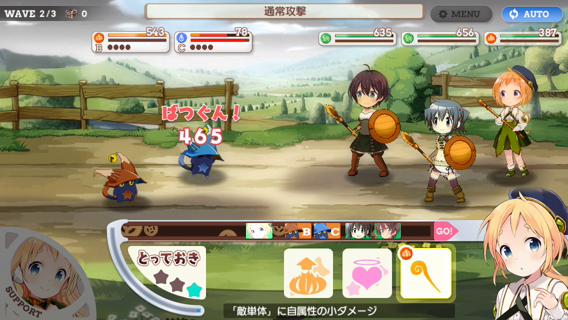 WAVE 2/3 0
通常攻撃
MENU
AUTO
543
B
78
C
635
656
387
ばつぐん!
465
B C GO!
とっておき
SUPPORT
「敵単体」に自属性の小ダメージ